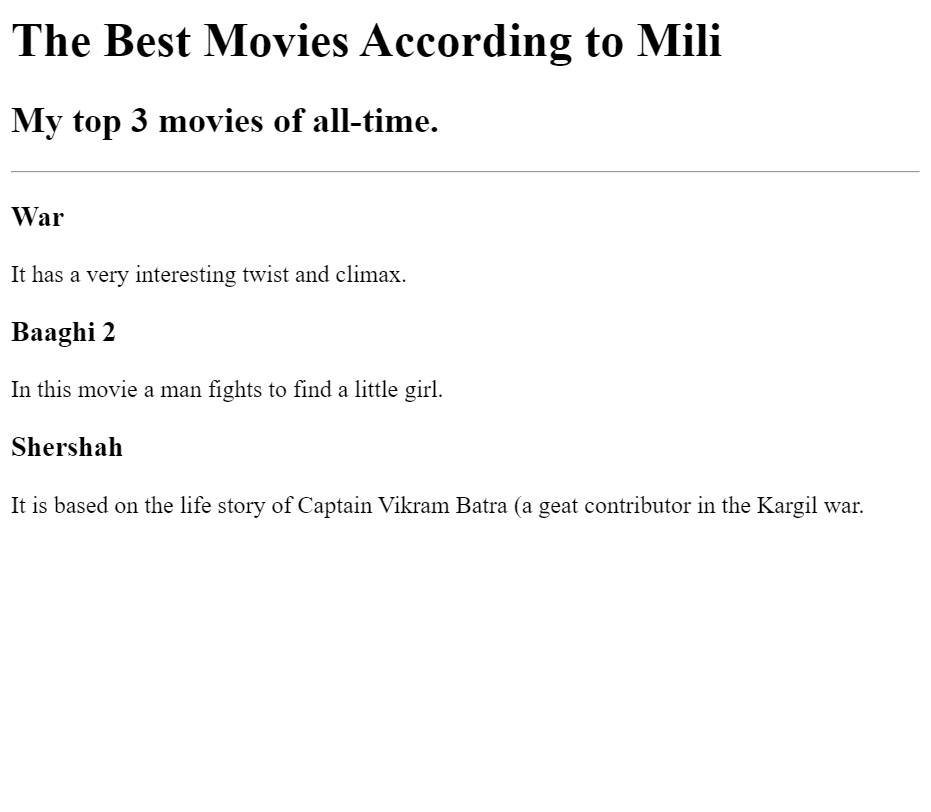 The Best Movies According to Mili
My top 3 movies of all-time.
War
It has a very interesting twist and climax.
Baaghi 2
In this movie a man fights to find a little girl.
Shershah
It is based on the life story of Captain Vikram Batra (a geat contributor in the Kargil war.